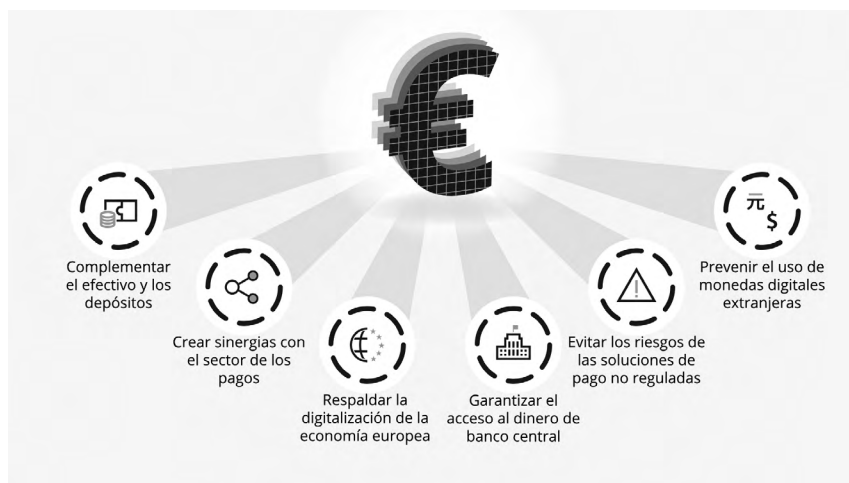 €
Complementar
el efectivo y los
depósitos
Crear sinergias con
el sector de los
pagos
Respaldar la
digitalización de la
economía europea
Garantizar el
acceso al dinero de
banco central
Evitar los riesgos de
las soluciones de
pago no reguladas
元 $
Prevenir el uso de
monedas digitales
extranjeras